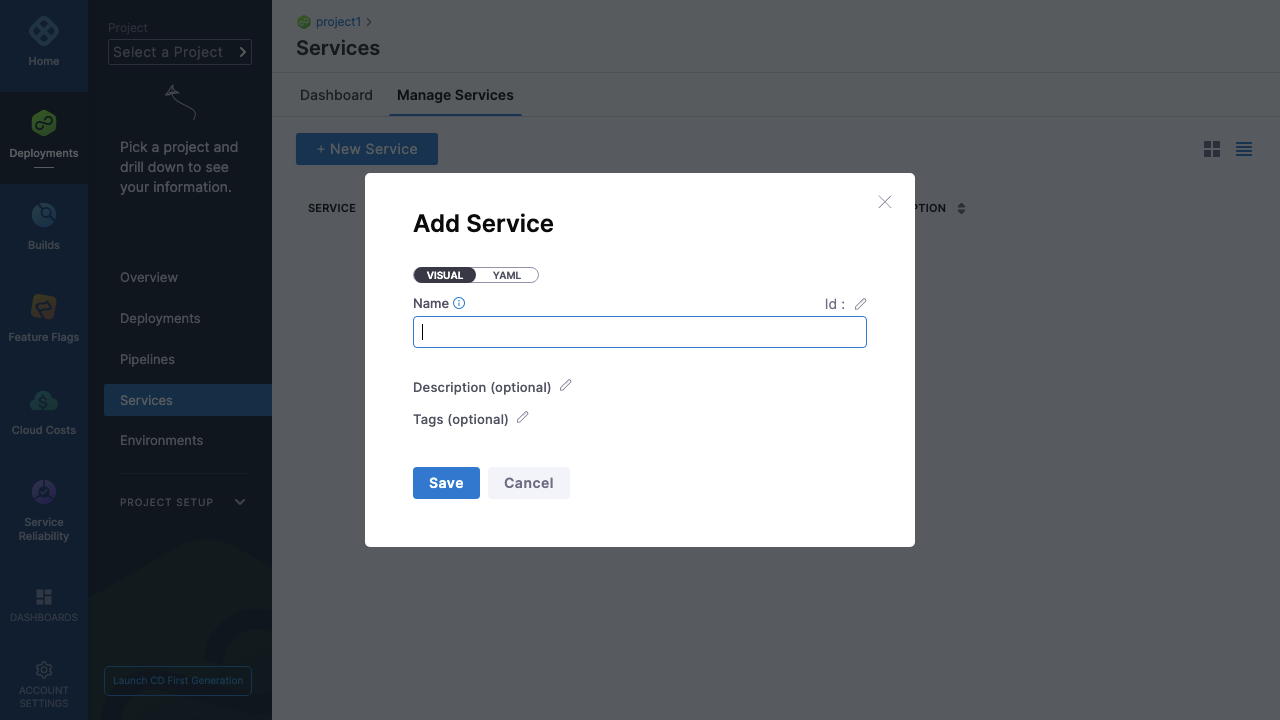 Home
Deployments
Builds
Feature Flags
Cloud Costs
Service
Reliability
DASHBOARDS
ACCOUNT
SETTINGS
Project
Select a Project
Pick a project and
drill down to see
your information.
Overview
Deployments
Pipelines
Services
Environments
PROJECT SETUP
Launch CD First Generation
project1
Services
Dashboard
Manage Services
+ New Service
SERVICE
Add Service
VISUAL
YAML
Name
Id :
Description (optional)
Tags (optional)
Save
Cancel